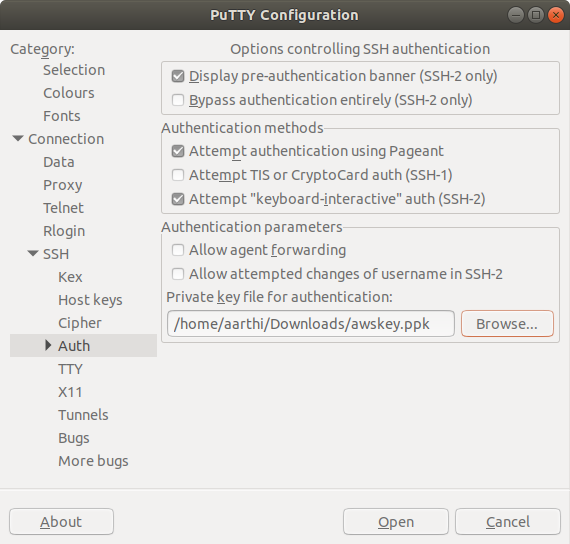 PuTTY Configuration
Category:
Selection
Colours
Fonts
Connection
Data
Proxy
Telnet
Rlogin
SSH
Kex
Host keys
Cipher
Auth
TTY
X11
Tunnels
Bugs
More bugs
Options controlling SSH authentication
Display pre-authentication banner (SSH-2 only)
Bypass authentication entirely (SSH-2 only)
Authentication methods
Attempt authentication using Pageant
Attempt TIS or CryptoCard auth (SSH-1)
Attempt "keyboard-interactive" auth (SSH-2)
Authentication parameters
Allow agent forwarding
Allow attempted changes of username in SSH-2
Private key file for authentication:
/home/aarthi/Downloads/awskey.ppk
Browse...
About
Open
Cancel